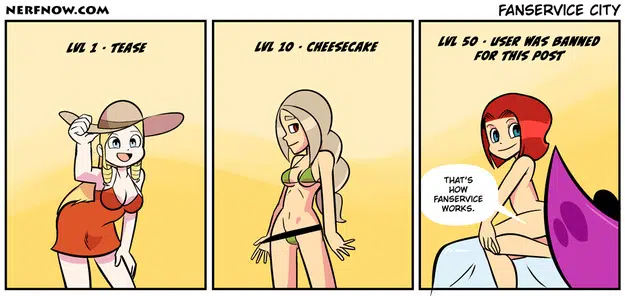 NERFNOW.COM
FANSERVICE CITY
LVL 1 - TEASE
LVL 10 - CHEESECAKE
LVL 50 - USER WAS BANNED
FOR THIS POST
THAT'S
HOW
FANSERVICE
WORKS.